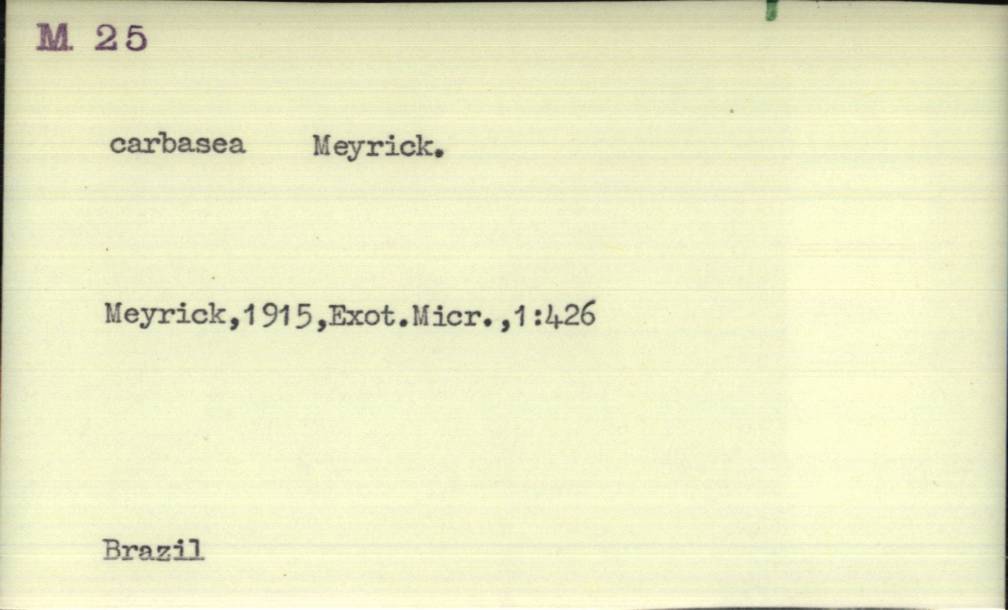 M 25
carbasea Meyrick.
Meyrick,1915,Exot.Micr.,1:426
Brazil